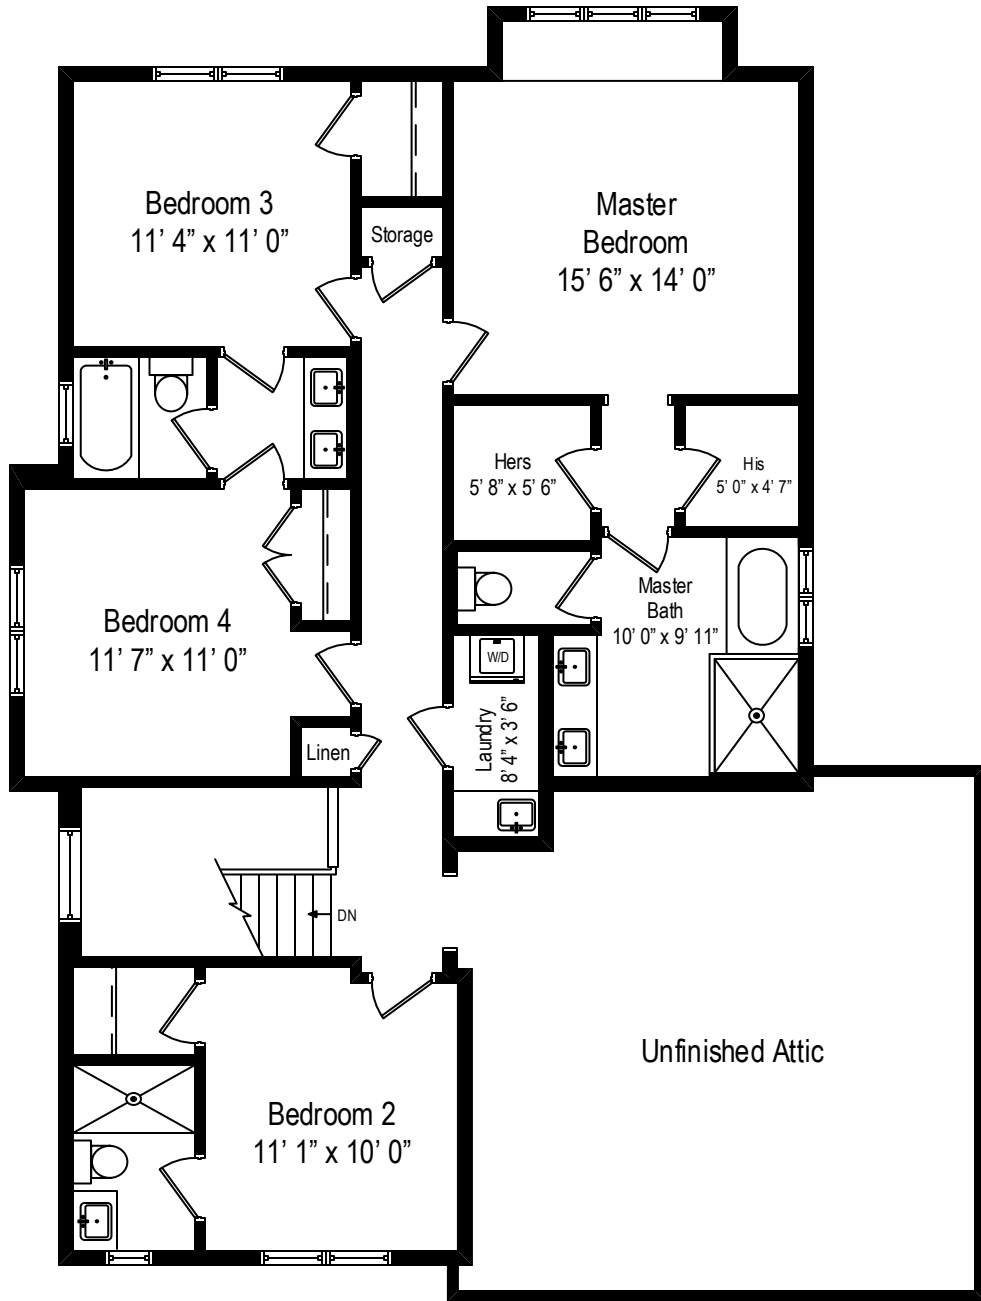 Bedroom 3
11’ 4” x 11’ 0”
Storage
Master
Bedroom
15’ 6” x 14’ 0”
Hers
5’ 8” x 5’ 6”
His
5’ 0” x 4’ 7”
Master
Bath
10’ 0” x 9’ 11”
Bedroom 4
11’ 7” x 11’ 0”
W/D
Laundry
8’ 4” x 3’ 6”
Linen
DN
Unfinished Attic
Bedroom 2
11’ 1” x 10’ 0”